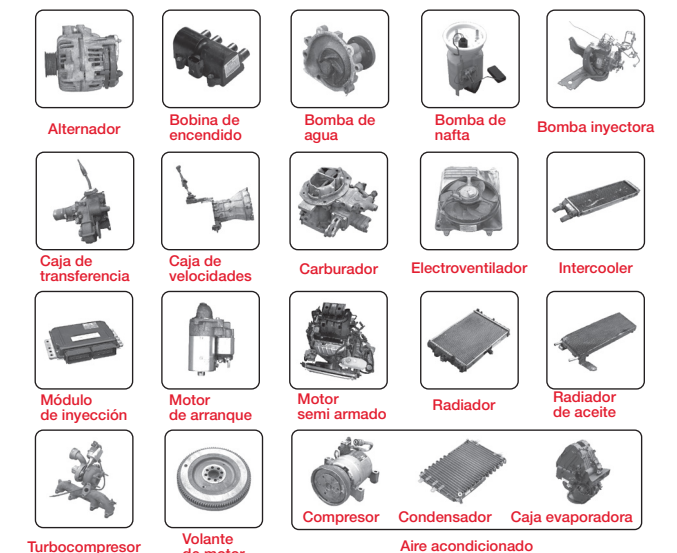 Alternador
Bobina de
encendido
Bomba de
agua
Bomba de
nafta
Bomba inyectora
Caja de
transferencia
Caja de
velocidades
Carburador
Electroventilador
Intercooler
Módulo
de inyección
Motor
de arranque
Motor
semi armado
Radiador
Radiador
de aceite
Turbocompresor
Volante
de motor
Compresor
Condensador
Caja evaporadora
Aire acondicionado